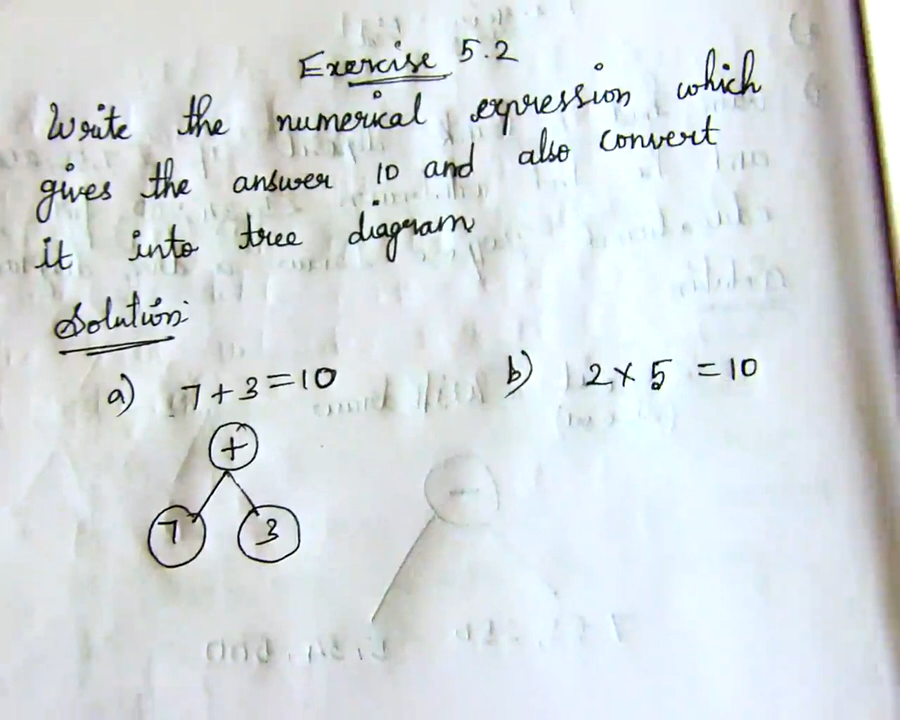 Exercise 5.2
Write the numerical expression which
gives the answer 10 and also convert
it into tree diagram
Solution:
a) 7+3=10 b) 2×5 =10
+
7 3